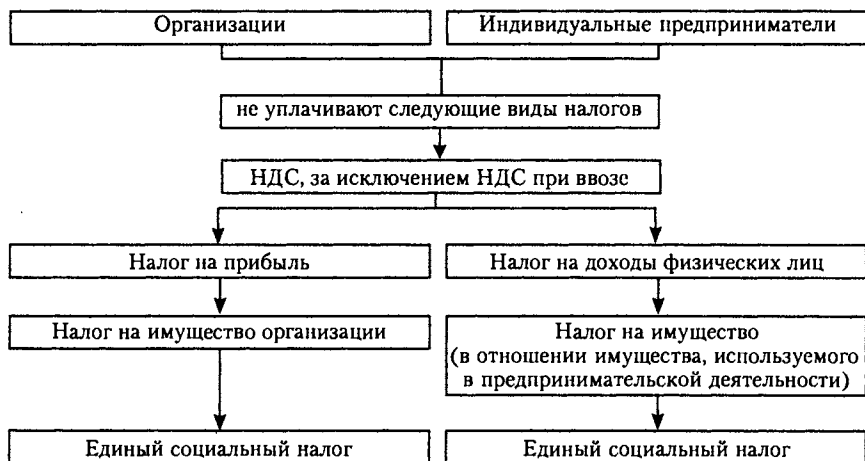 Организации
Индивидуальные предприниматели
не уплачивают следующие виды налогов
НДС, за исключением НДС при ввозе
Налог на прибыль
Налог на доходы физических лиц
Налог на имущество организации
Налог на имущество
(в отношении имущества, используемого
в предпринимательской деятельности)
Единый социальный налог
Единый социальный налог